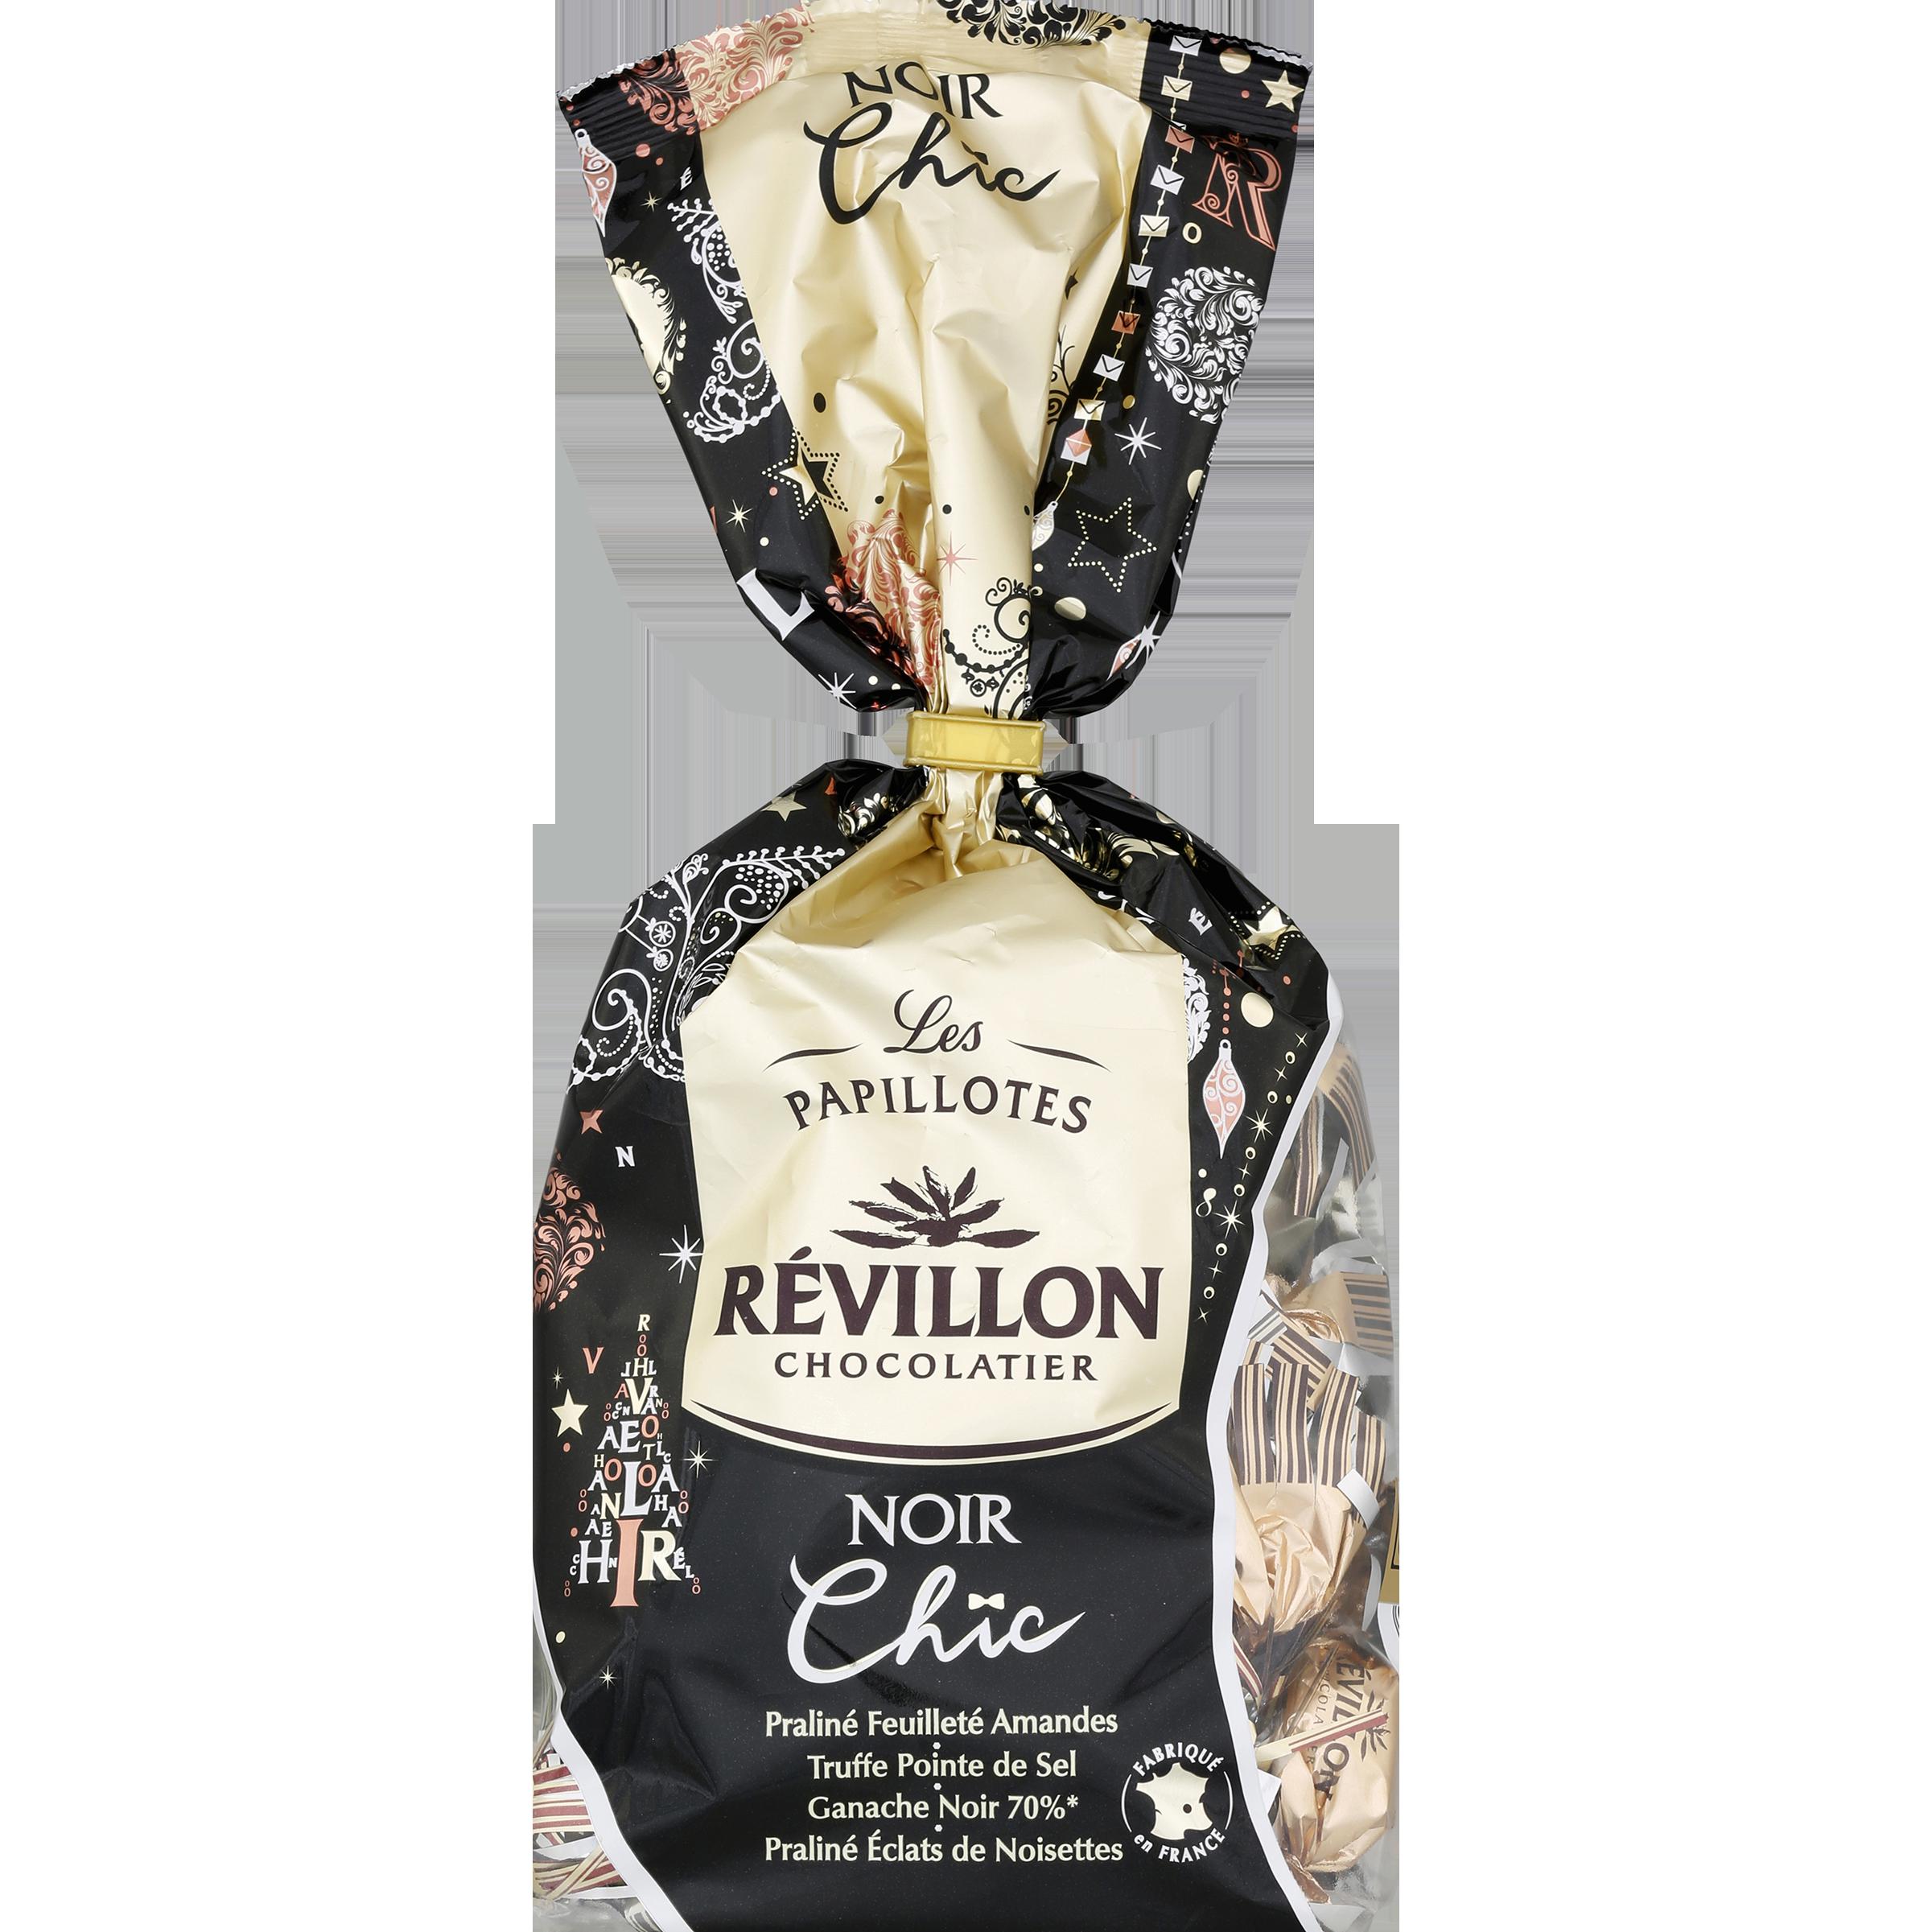 NOIR
Chic
R
O
E
L
E
Les
PAPILLOTES
N
RÉVILLON
CHOCOLATIER
V
NOIR
Chic
Praliné Feuilleté Amandes
Truffe Pointe de Sel
Ganache Noir 70%*
Praliné Éclats de Noisettes
FABRIQUÉ
en FRANCE